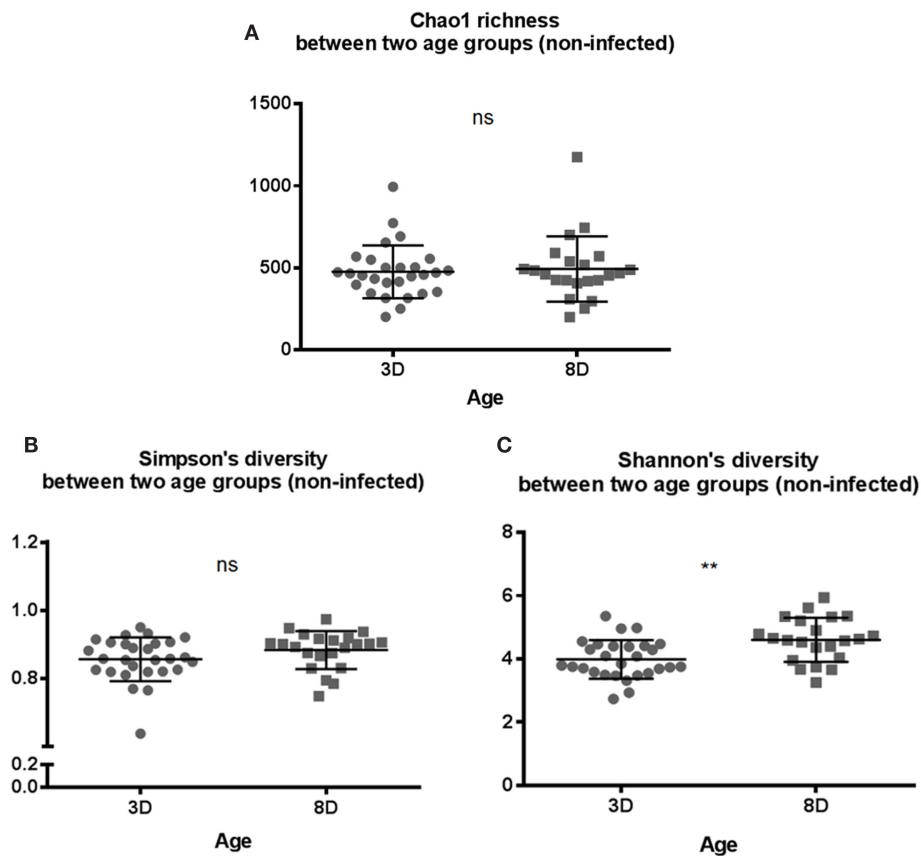 A
Chao1 richness
between two age groups (non-infected)
1500
ns
1000
500
0
3D
8D
Age
B
Simpson's diversity
between two age groups (non-infected)
1.2
ns
1.0
0.8
0.2
0.0
3D
8D
Age
C
Shannon's diversity
between two age groups (non-infected)
8
**
6
4
2
0
3D
8D
Age